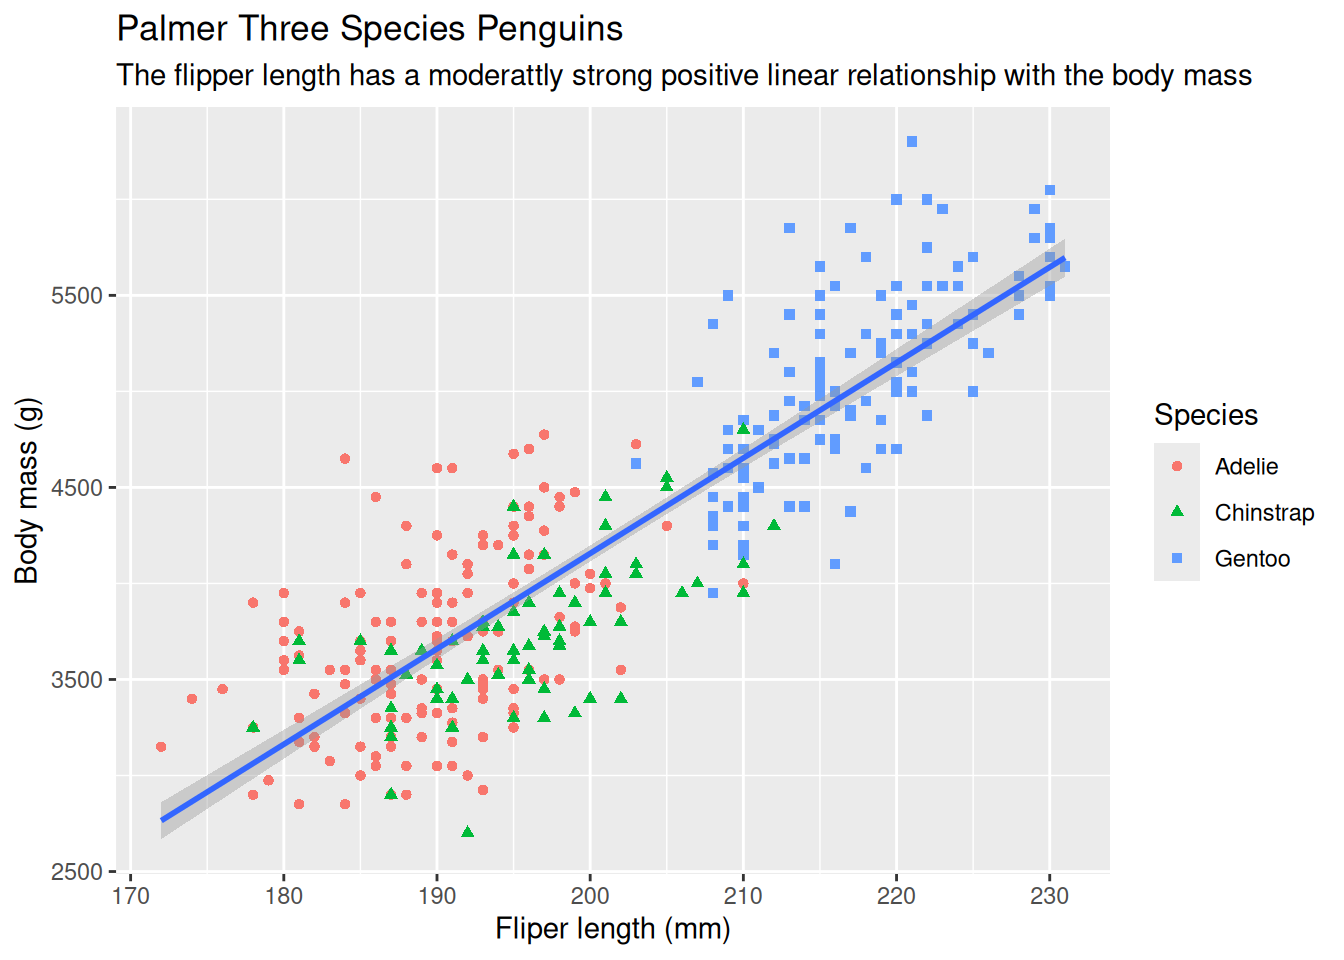 Palmer Three Species Penguins
The flipper length has a moderattly strong positive linear relationship with the body mass
5500
4500
3500
2500
Body mass (g)
170 180 190 200 210 220 230
Fliper length (mm)
Species
Adelie
Chinstrap
Gentoo